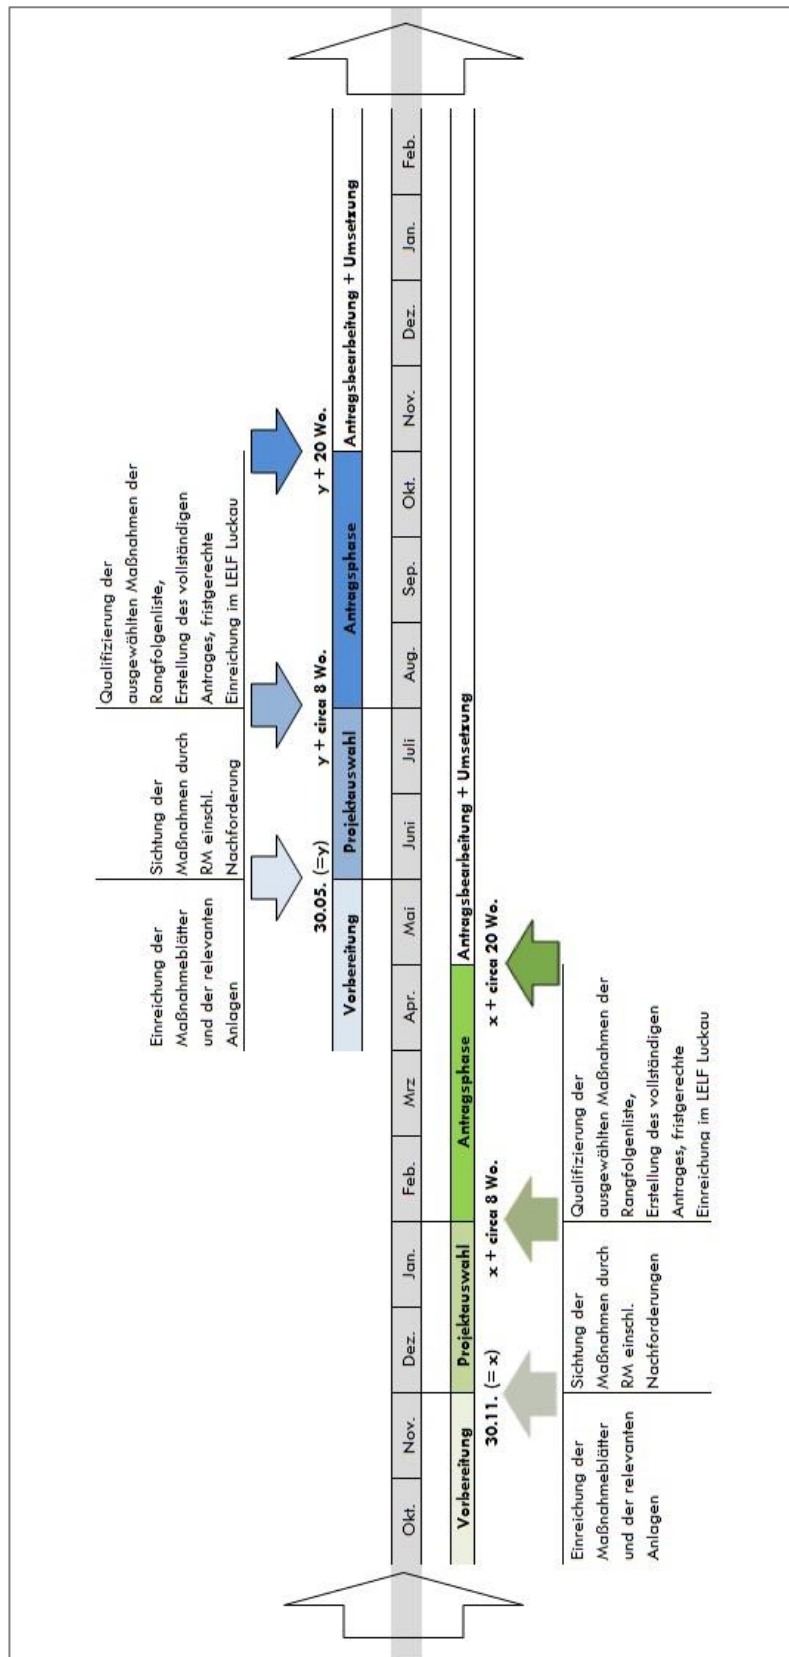 Einreichung der
Maßnahmeblätter
und der relevanten
Anlagen
Sichtung der
Maßnahmen durch
RM einschl.
Nachforderung
Qualifizierung der
ausgewählten Maßnahmen der
Rangfolgenliste,
Erstellung des vollständigen
Antrages, fristgerechte
Einreichung im LELF Luckau
30.05. (=y)
y + circa 8 Wo.
y + 20 Wo.
Vorbereitung
Projektauswahl
Antragsphase
Antragsbearbeitung + Umsetzung
Okt.
Nov.
Dez.
Jan.
Feb.
Mrz
Apr.
Mai
Juni
Juli
Aug.
Sep.
Okt.
Nov.
Dez.
Jan.
Feb.
Vorbereitung
Projektauswahl
Antragsphase
Antragsbearbeitung + Umsetzung
30.11. (= x)
x + circa 8 Wo.
x + circa 20 Wo.
Einreichung der
Maßnahmeblätter
und der relevanten
Anlagen
Sichtung der
Maßnahmen durch
RM einschl.
Nachforderungen
Qualifizierung der
ausgewählten Maßnahmen der
Rangfolgenliste,
Erstellung des vollständigen
Antrages, fristgerechte
Einreichung im LELF Luckau